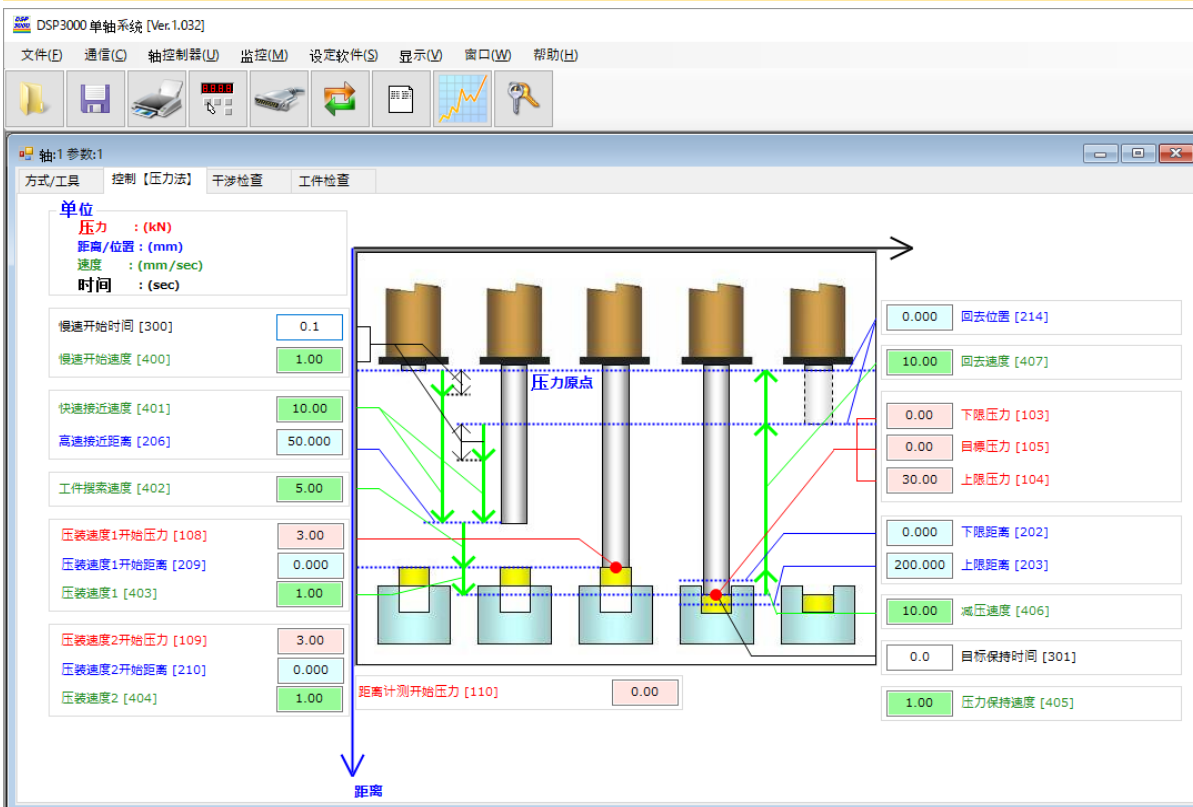 DSP3000 单轴系统 [Ver.1.032]
文件(F) 通信(C) 轴控制器(U) 监控(M) 设定软件(S) 显示(V) 窗口(W) 帮助(H)
轴:1 参数:1
方式/工具 控制【压力法】 干涉检查 工件检查
单位
压力 : (kN)
距离/位置 : (mm)
速度 : (mm/sec)
时间 : (sec)
慢速开始时间 [300] 0.1
慢速开始速度 [400] 1.00
快速接近速度 [401] 10.00
高速接近距离 [206] 50.000
工件搜索速度 [402] 5.00
压装速度1开始压力 [108] 3.00
压装速度1开始距离 [209] 0.000
压装速度1 [403] 1.00
压装速度2开始压力 [109] 3.00
压装速度2开始距离 [210] 0.000
压装速度2 [404] 1.00
压力原点
距离计测开始压力 [110] 0.00
距离
0.000 回去位置 [214]
10.00 回去速度 [407]
0.00 下限压力 [103]
0.00 目标压力 [105]
30.00 上限压力 [104]
0.000 下限距离 [202]
200.000 上限距离 [203]
10.00 减压速度 [406]
0.0 目标保持时间 [301]
1.00 压力保持速度 [405]